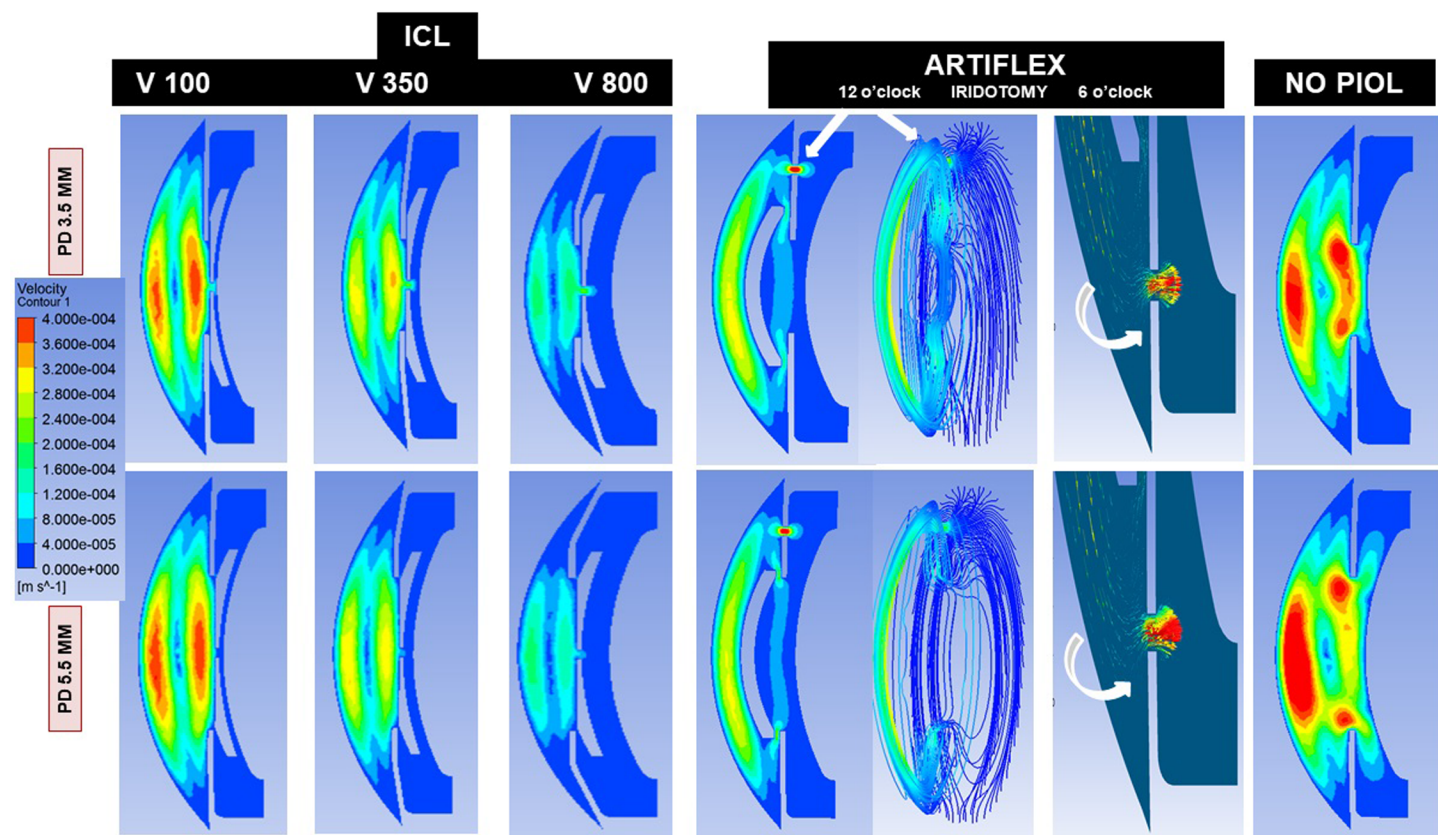 ICL
V 100 V 350 V 800
ARTIFLEX
12 o'clock IRIDOTOMY 6 o'clock
NO PIOL
PD 3.5 MM
Velocity
Contour 1
4.000e-004
3.600e-004
3.200e-004
2.800e-004
2.400e-004
2.000e-004
1.600e-004
1.200e-004
8.000e-005
4.000e-005
0.000e+000
[m s^-1]
PD 5.5 MM